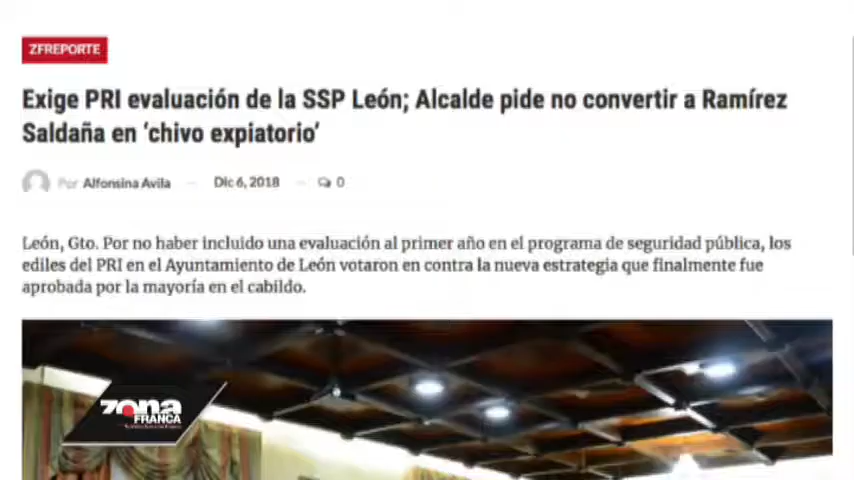 ZFREPORTE
Exige PRI evaluación de la SSP León; Alcalde pide no convertir a Ramírez
Saldaña en ‘chivo expiatorio’
Por Alfonsina Avila — Dic 6, 2018 — 0
León, Gto. Por no haber incluido una evaluación al primer año en el programa de seguridad pública, los
ediles del PRI en el Ayuntamiento de León votaron en contra la nueva estrategia que finalmente fue
aprobada por la mayoría en el cabildo.
ZONA
FRANCA